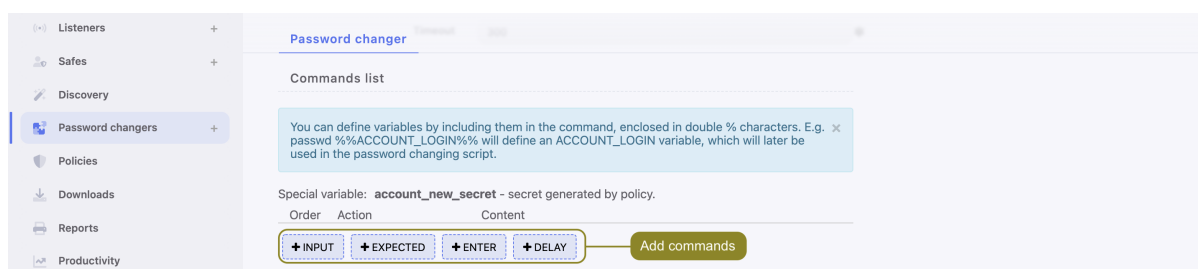 Listeners +
Password changer
Safes +
Commands list
Discovery
Password changers +
You can define variables by including them in the command, enclosed in double % characters. E.g. ×
passwd %%ACCOUNT_LOGIN%% will define an ACCOUNT_LOGIN variable, which will later be
used in the password changing script.
Policies
Downloads
Special variable: account_new_secret - secret generated by policy.
Order Action Content
Reports
+ INPUT + EXPECTED + ENTER + DELAY Add commands
Productivity